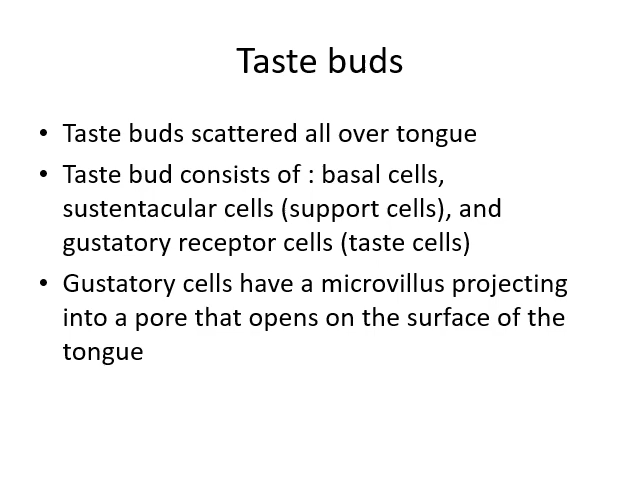 Taste buds
• Taste buds scattered all over tongue
• Taste bud consists of : basal cells,
sustentacular cells (support cells), and
gustatory receptor cells (taste cells)
• Gustatory cells have a microvillus projecting
into a pore that opens on the surface of the
tongue